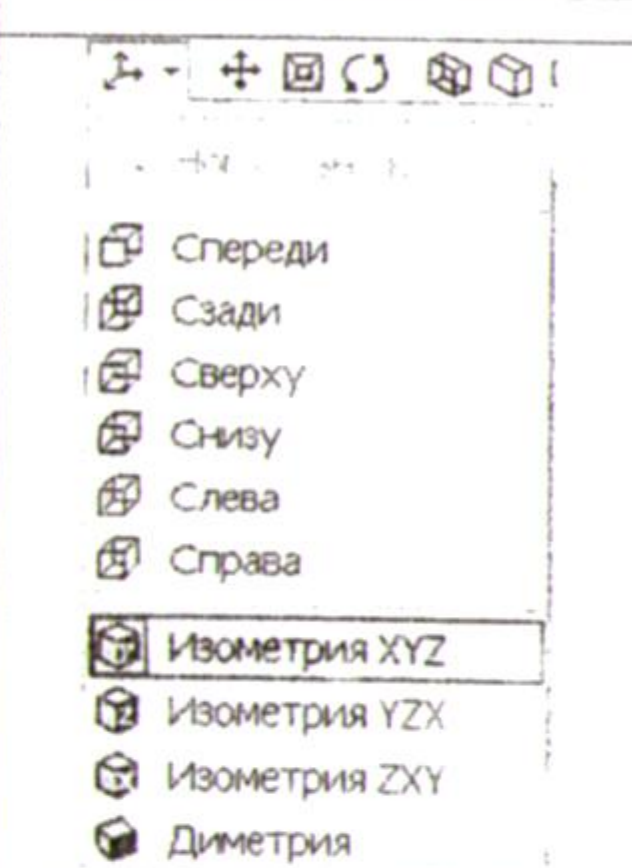 Спереди
Сзади
Сверху
Снизу
Слева
Справа
Изометрия XYZ
Изометрия YZX
Изометрия ZXY
Диметрия